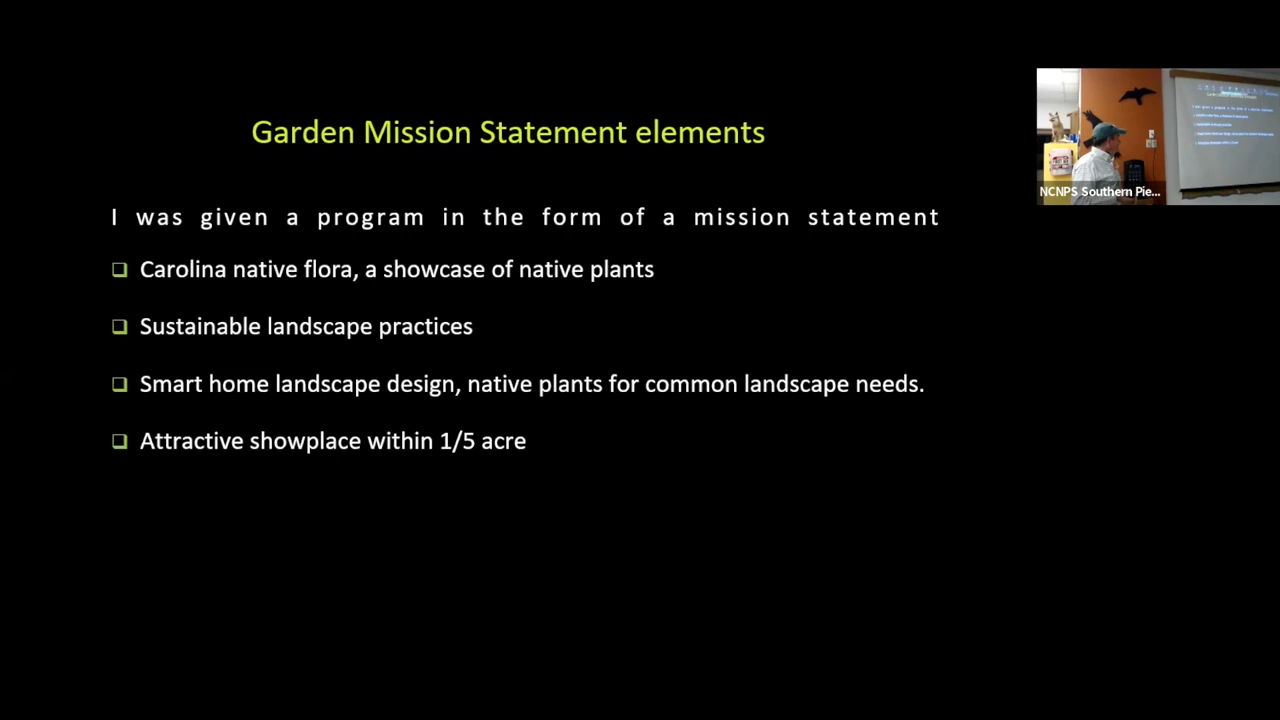 Garden Mission Statement elements
I was given a program in the form of a mission statement
Carolina native flora, a showcase of native plants
Sustainable landscape practices
Smart home landscape design, native plants for common landscape needs.
Attractive showplace within 1/5 acre
NCNPS Southern Pie...